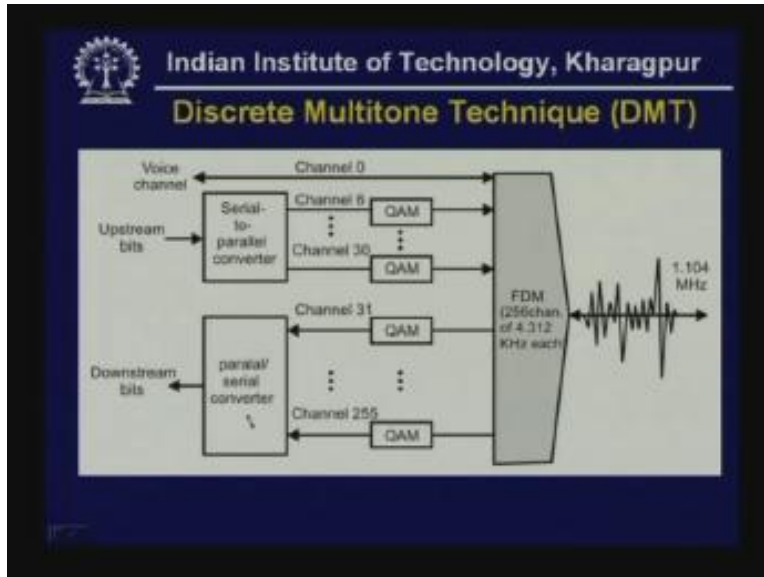 Indian Institute of Technology, Kharagpur
Discrete Multitone Technique (DMT)
Voice
channel
Channel 0
Upstream
bits
Serial-
to-
parallel
converter
Channel 6
QAM
Channel 30
QAM
FDM
(256chan.
of 4.312
KHz each)
1.104
MHz
Channel 31
QAM
Downstream
bits
paralal/
serial
converter
Channel 255
QAM